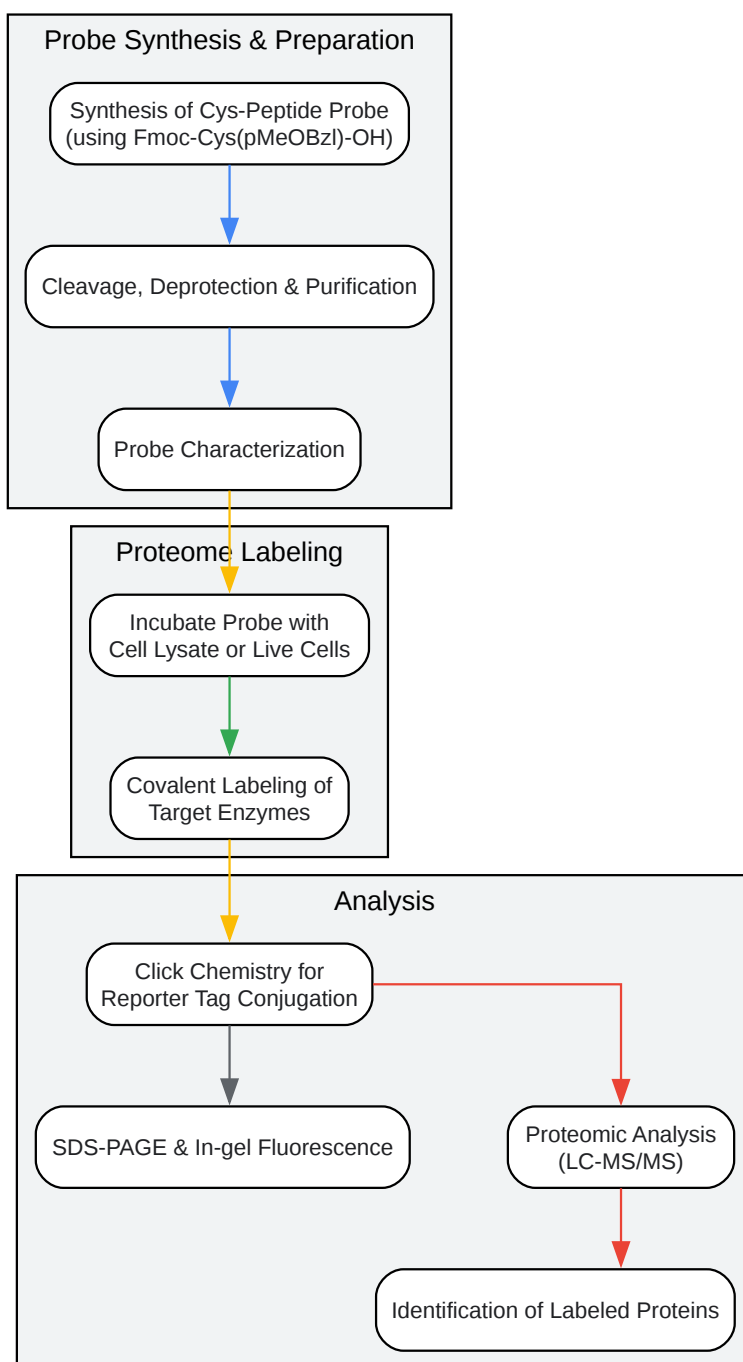 Probe Synthesis & Preparation
Synthesis of Cys-Peptide Probe
(using Fmoc-Cys(pMeOBzl)-OH)
Cleavage, Deprotection & Purification
Probe Characterization
Proteome Labeling
Incubate Probe with
Cell Lysate or Live Cells
Covalent Labeling of
Target Enzymes
Analysis
Click Chemistry for
Reporter Tag Conjugation
SDS-PAGE & In-gel Fluorescence
Proteomic Analysis
(LC-MS/MS)
Identification of Labeled Proteins